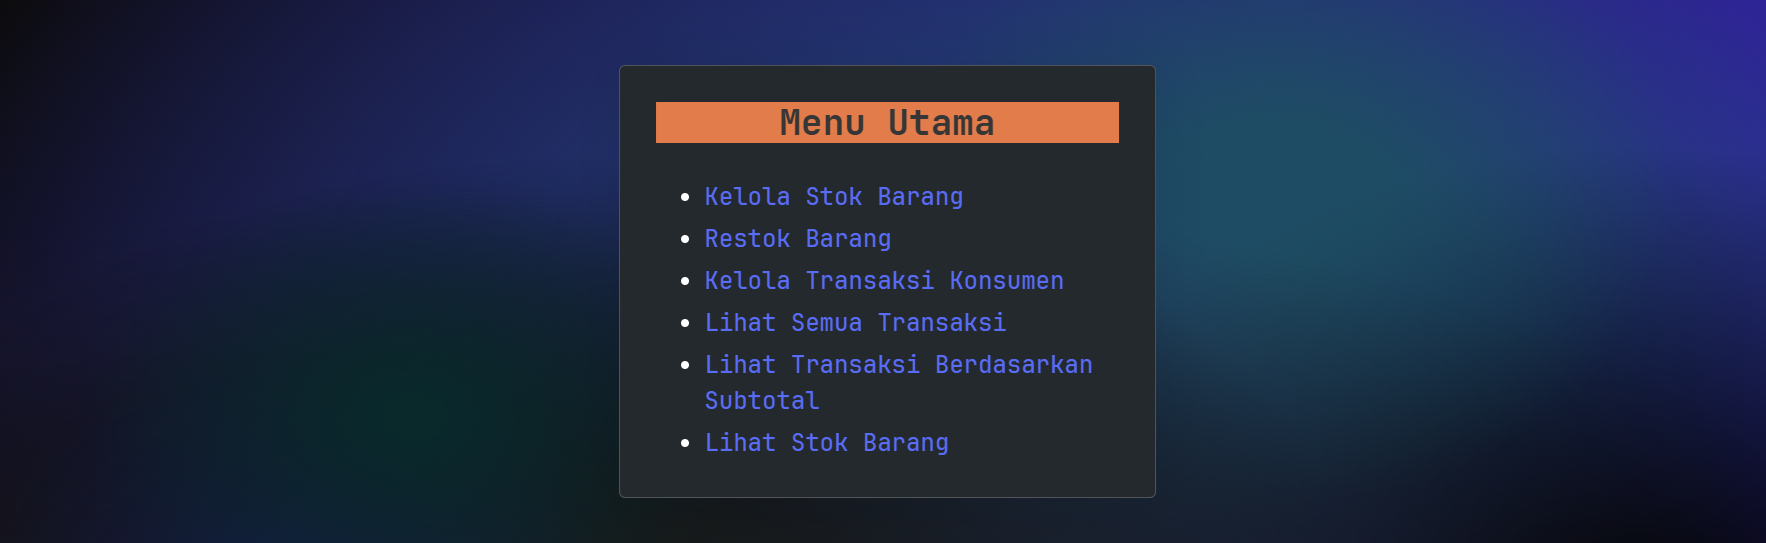 Menu Utama
Kelola Stok Barang
Restok Barang
Kelola Transaksi Konsumen
Lihat Semua Transaksi
Lihat Transaksi Berdasarkan
Subtotal
Lihat Stok Barang